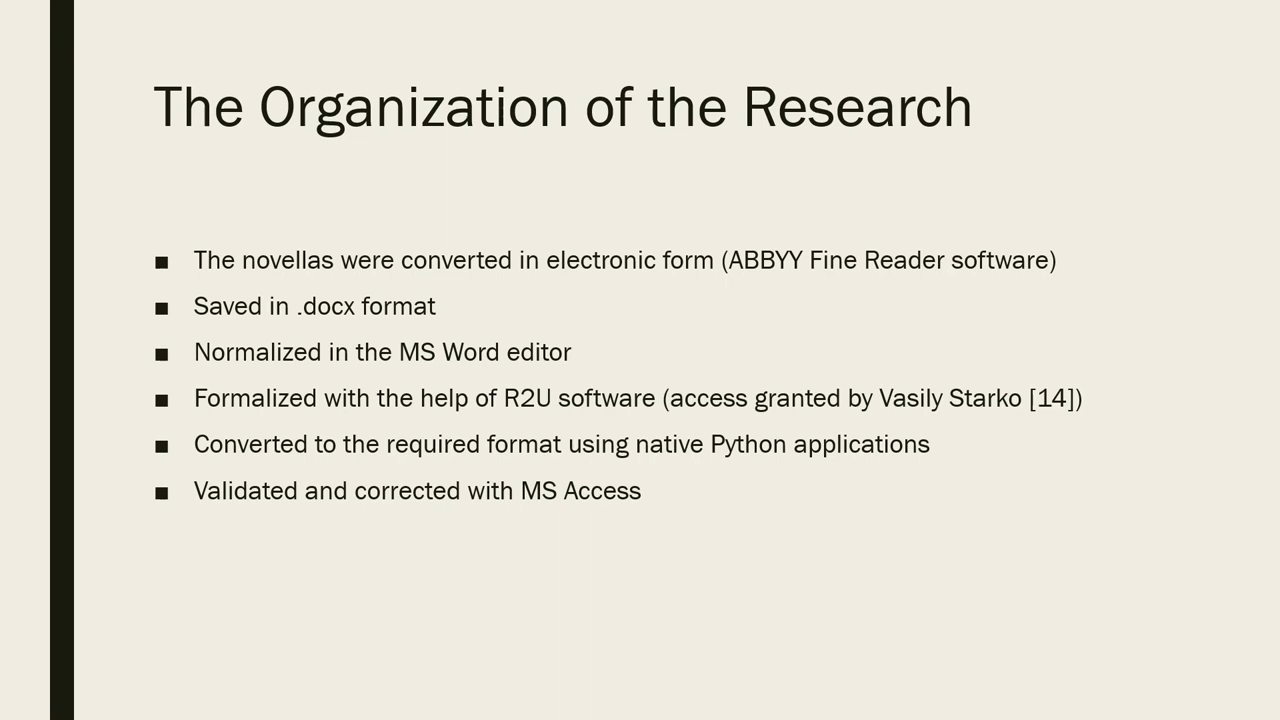 The Organization of the Research
■ The novellas were converted in electronic form (ABBYY Fine Reader software)
■ Saved in .docx format
■ Normalized in the MS Word editor
■ Formalized with the help of R2U software (access granted by Vasily Starko [14])
■ Converted to the required format using native Python applications
■ Validated and corrected with MS Access